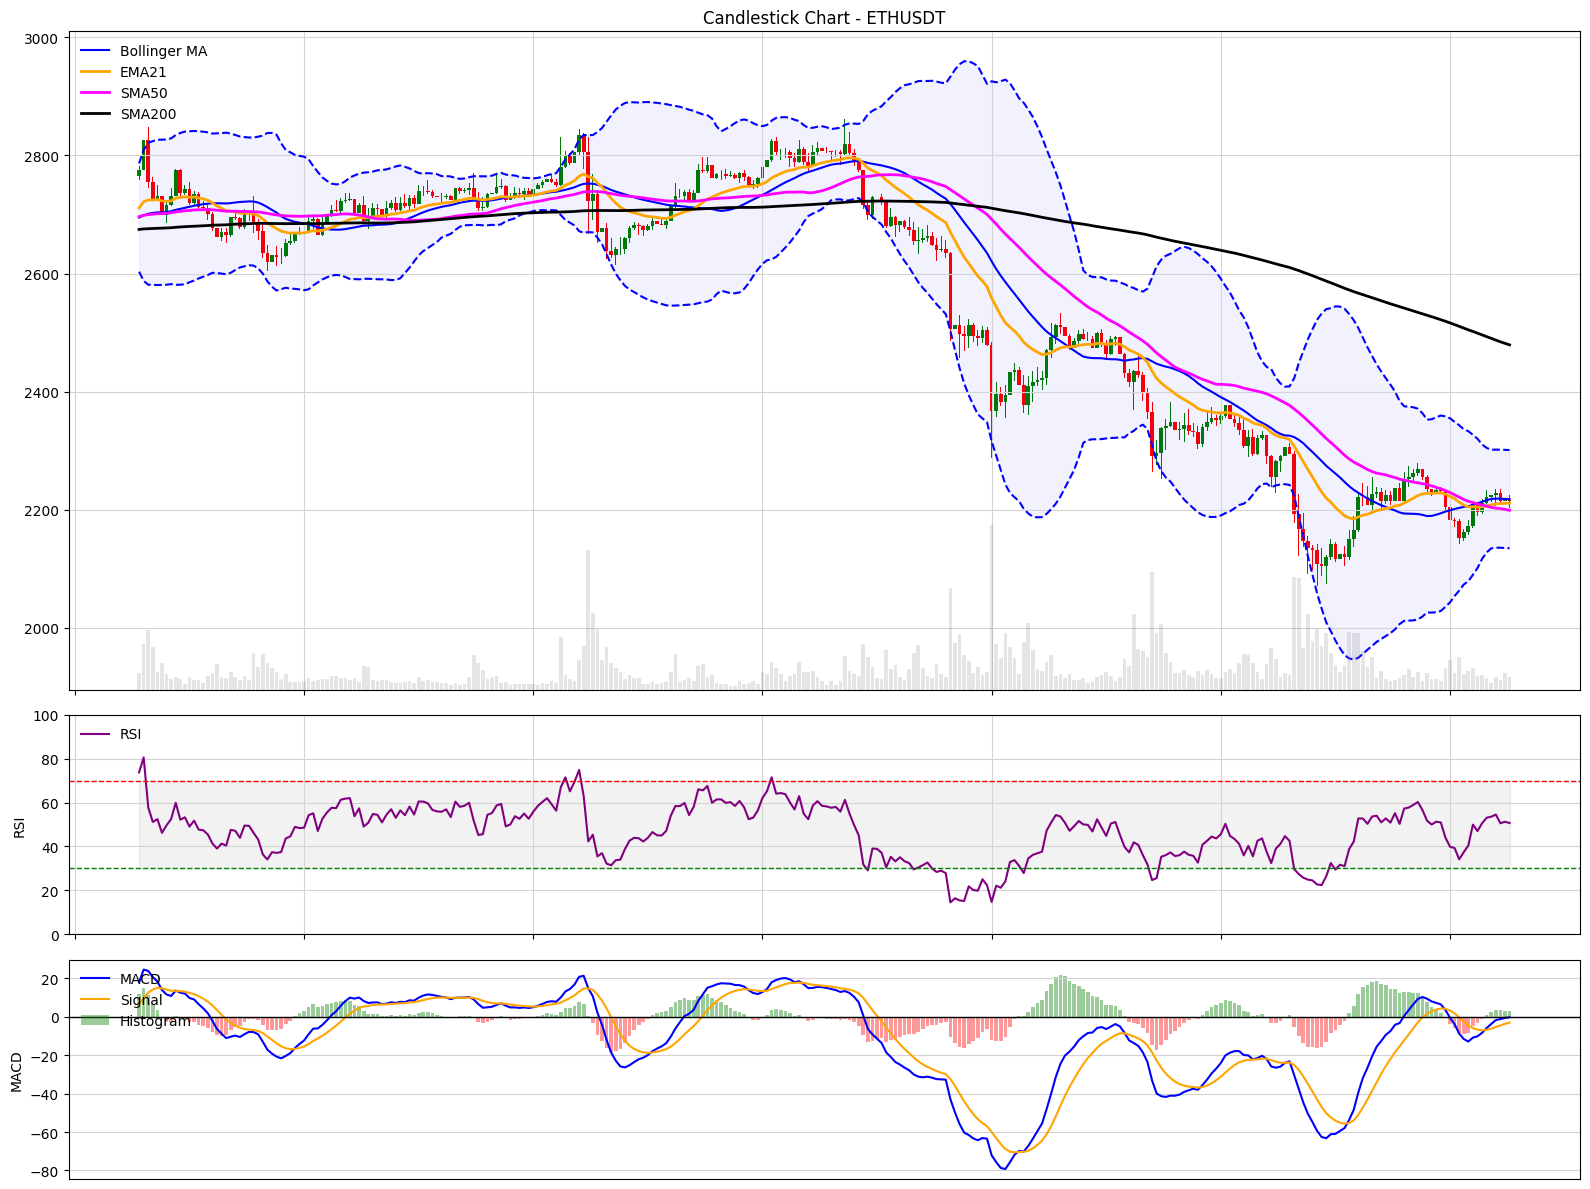 Candlestick Chart - ETHUSDT
3000
Bollinger MA
EMA21
SMA50
SMA200
2800
2600
2400
2200
2000
100
RSI
80
60
RSI
40
20
0
MACD
20
Signal
0
Histogram
−20
MACD
−40
−60
−80